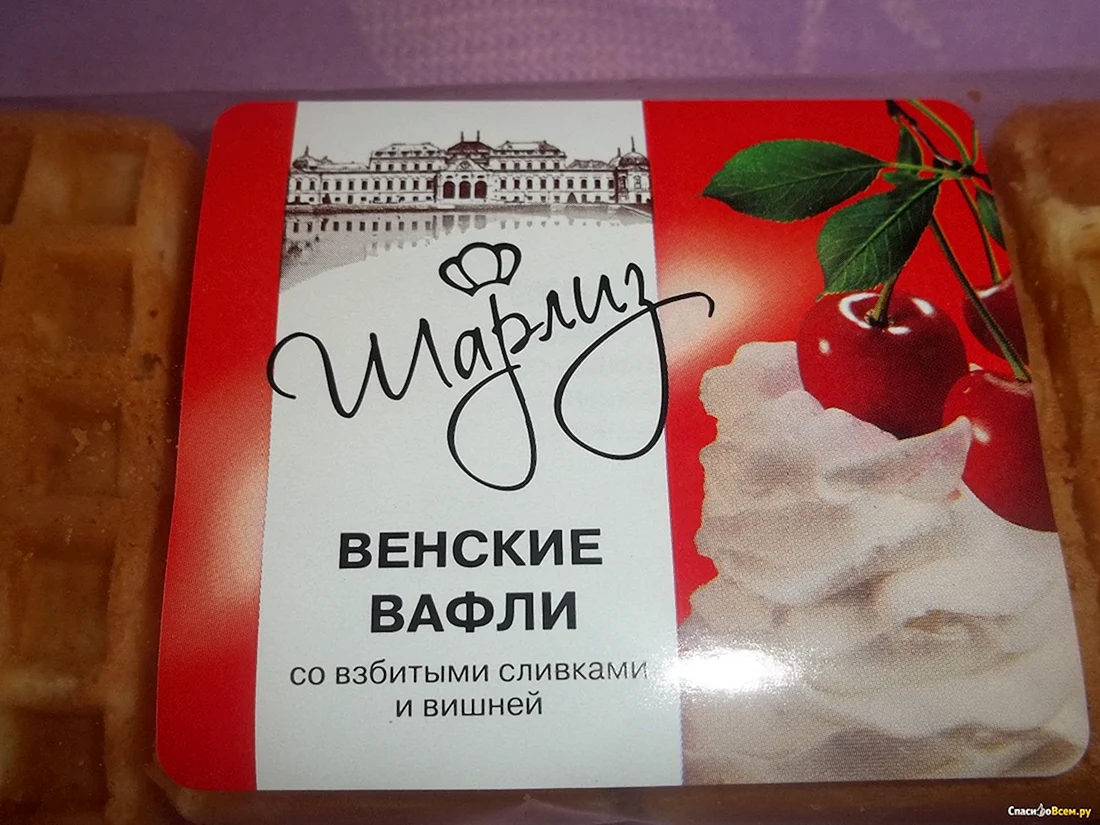 Шарлиз
ВЕНСКИЕ
ВАФЛИ
со взбитыми сливками
и вишней
СпасибоВсем.ру